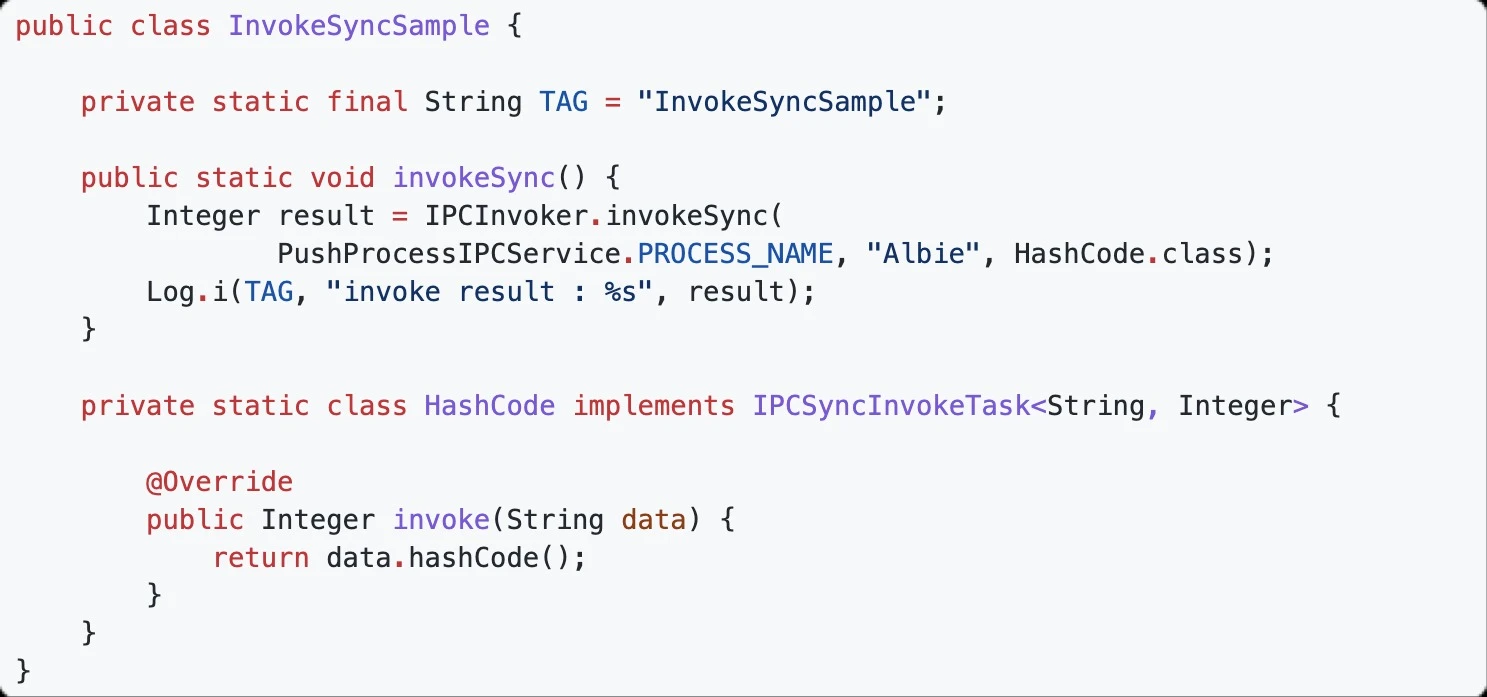 public class InvokeSyncSample {
private static final String TAG = "InvokeSyncSample";
public static void invokeSync() {
Integer result = IPCInvoker.invokeSync(
PushProcessIPCService.PROCESS_NAME, "Albie", HashCode.class);
Log.i(TAG, "invoke result : %s", result);
}
private static class HashCode implements IPCSyncInvokeTask<String, Integer> {
@Override
public Integer invoke(String data) {
return data.hashCode();
}
}
}